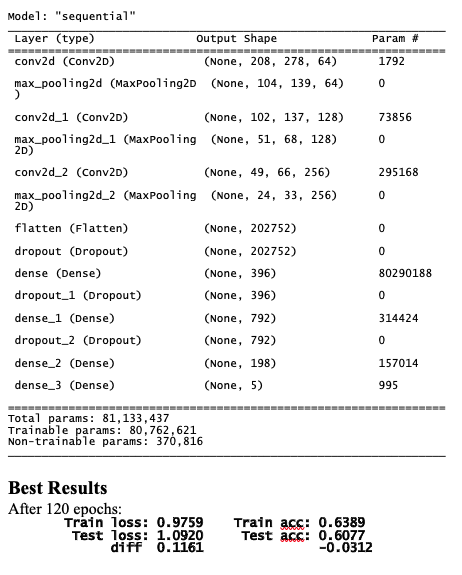 Model: "sequential"
Layer (type) Output Shape Param #
conv2d (Conv2D) (None, 208, 278, 64) 1792
max_pooling2d (MaxPooling2D (None, 104, 139, 64) 0
)
conv2d_1 (Conv2D) (None, 102, 137, 128) 73856
max_pooling2d_1 (MaxPooling (None, 51, 68, 128) 0
2D)
conv2d_2 (Conv2D) (None, 49, 66, 256) 295168
max_pooling2d_2 (MaxPooling (None, 24, 33, 256) 0
2D)
flatten (Flatten) (None, 202752) 0
dropout (Dropout) (None, 202752) 0
dense (Dense) (None, 396) 80290188
dropout_1 (Dropout) (None, 396) 0
dense_1 (Dense) (None, 792) 314424
dropout_2 (Dropout) (None, 792) 0
dense_2 (Dense) (None, 198) 157014
dense_3 (Dense) (None, 5) 995
Total params: 81,133,437
Trainable params: 80,762,621
Non-trainable params: 370,816
Best Results
After 120 epochs:
Train loss: 0.9759 Train acc: 0.6389
Test loss: 1.0920 Test acc: 0.6077
diff 0.1161 -0.0312